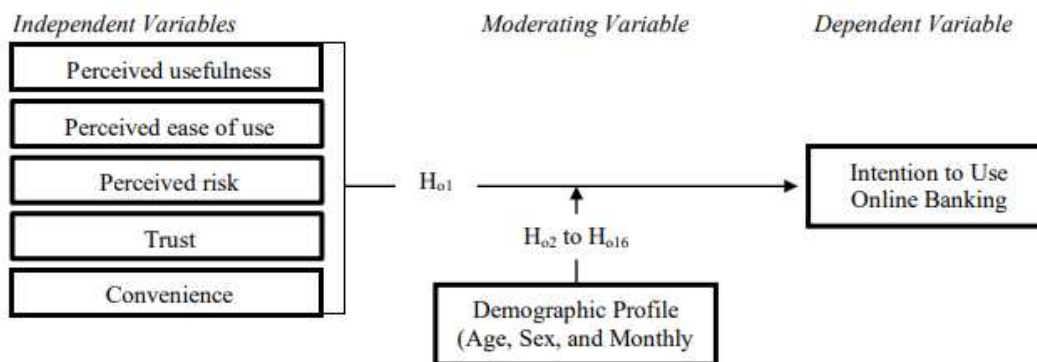 Independent Variables
Moderating Variable
Dependent Variable
Perceived usefulness
Perceived ease of use
Perceived risk
Trust
Convenience
Ho1
Ho2 to Ho16
Demographic Profile
(Age, Sex, and Monthly
Intention to Use
Online Banking